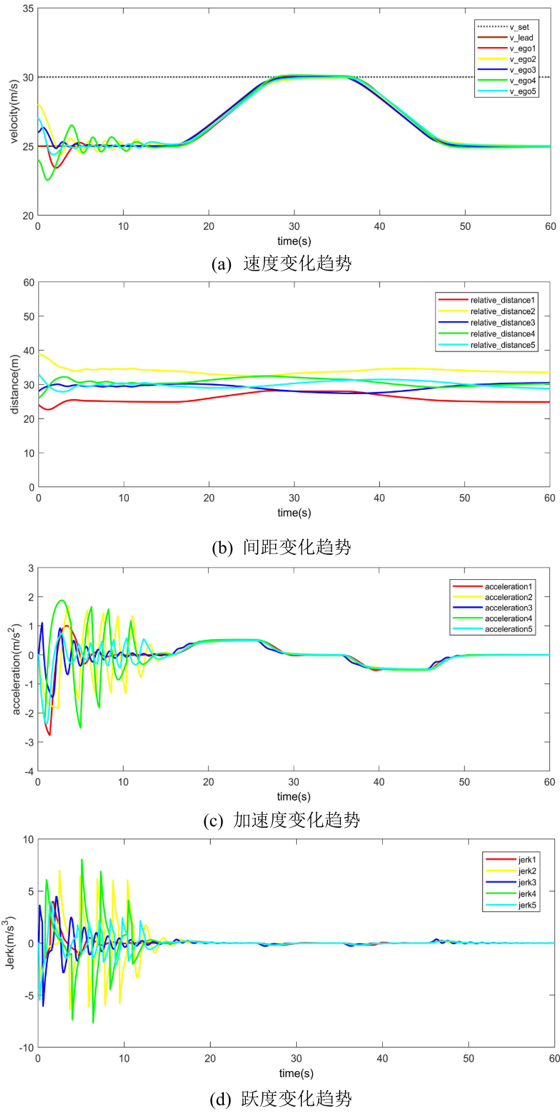 35
30
25
20
velocity(m/s)
v_set
v_lead
v_ego1
v_ego2
v_ego3
v_ego4
v_ego5
0 10 20 30 40 50 60
time(s)
(a) 速度变化趋势
60
50
40
30
20
10
0
distance(m)
relative_distance1
relative_distance2
relative_distance3
relative_distance4
relative_distance5
0 10 20 30 40 50 60
time(s)
(b) 间距变化趋势
3
2
1
0
-1
-2
-3
-4
acceleration(m/s²)
acceleration1
acceleration2
acceleration3
acceleration4
acceleration5
0 10 20 30 40 50 60
time(s)
(c) 加速度变化趋势
10
5
0
-5
-10
Jerk(m/s³)
jerk1
jerk2
jerk3
jerk4
jerk5
0 10 20 30 40 50 60
time(s)
(d) 跃度变化趋势